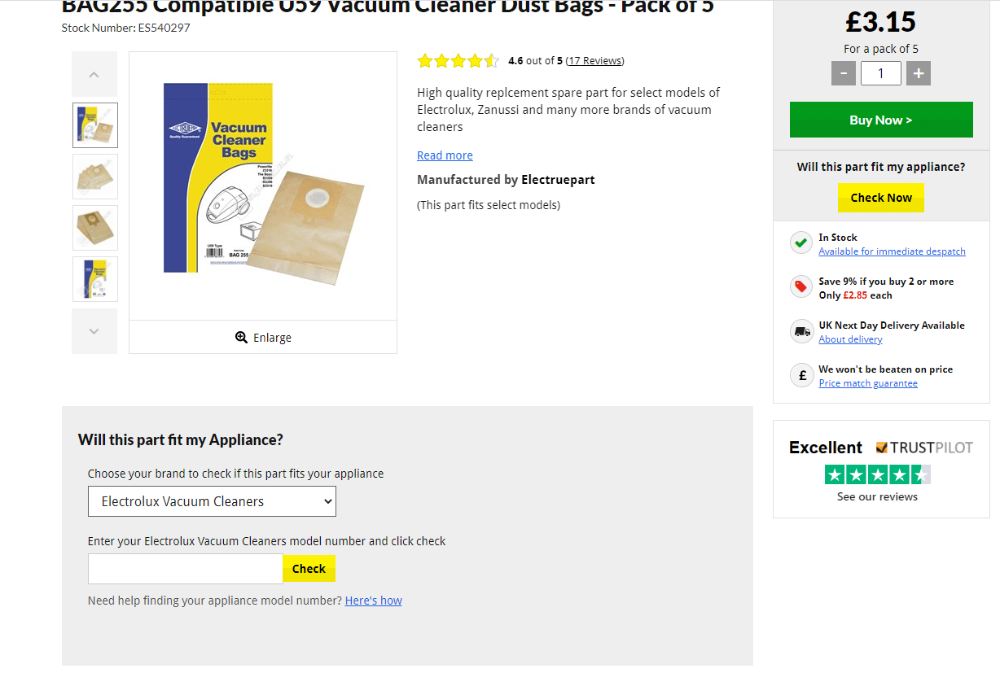 BAG255 Compatible U59 Vacuum Cleaner Dust Bags - Pack of 5
Stock Number: ES540297
Vacuum
Cleaner
Bags
Quality Guaranteed
U59 Type
BAG 255
Enlarge
4.6 out of 5 (17 Reviews)
High quality replcement spare part for select models of
Electrolux, Zanussi and many more brands of vacuum
cleaners
Read more
Manufactured by Electruepart
(This part fits select models)
£3.15
For a pack of 5
- 1 +
Buy Now >
Will this part fit my appliance?
Check Now
In Stock
Available for immediate despatch
Save 9% if you buy 2 or more
Only £2.85 each
UK Next Day Delivery Available
About delivery
£
We won't be beaten on price
Price match guarantee
Excellent TRUSTPILOT
See our reviews
Will this part fit my Appliance?
Choose your brand to check if this part fits your appliance
Electrolux Vacuum Cleaners
Enter your Electrolux Vacuum Cleaners model number and click check
Check
Need help finding your appliance model number? Here's how